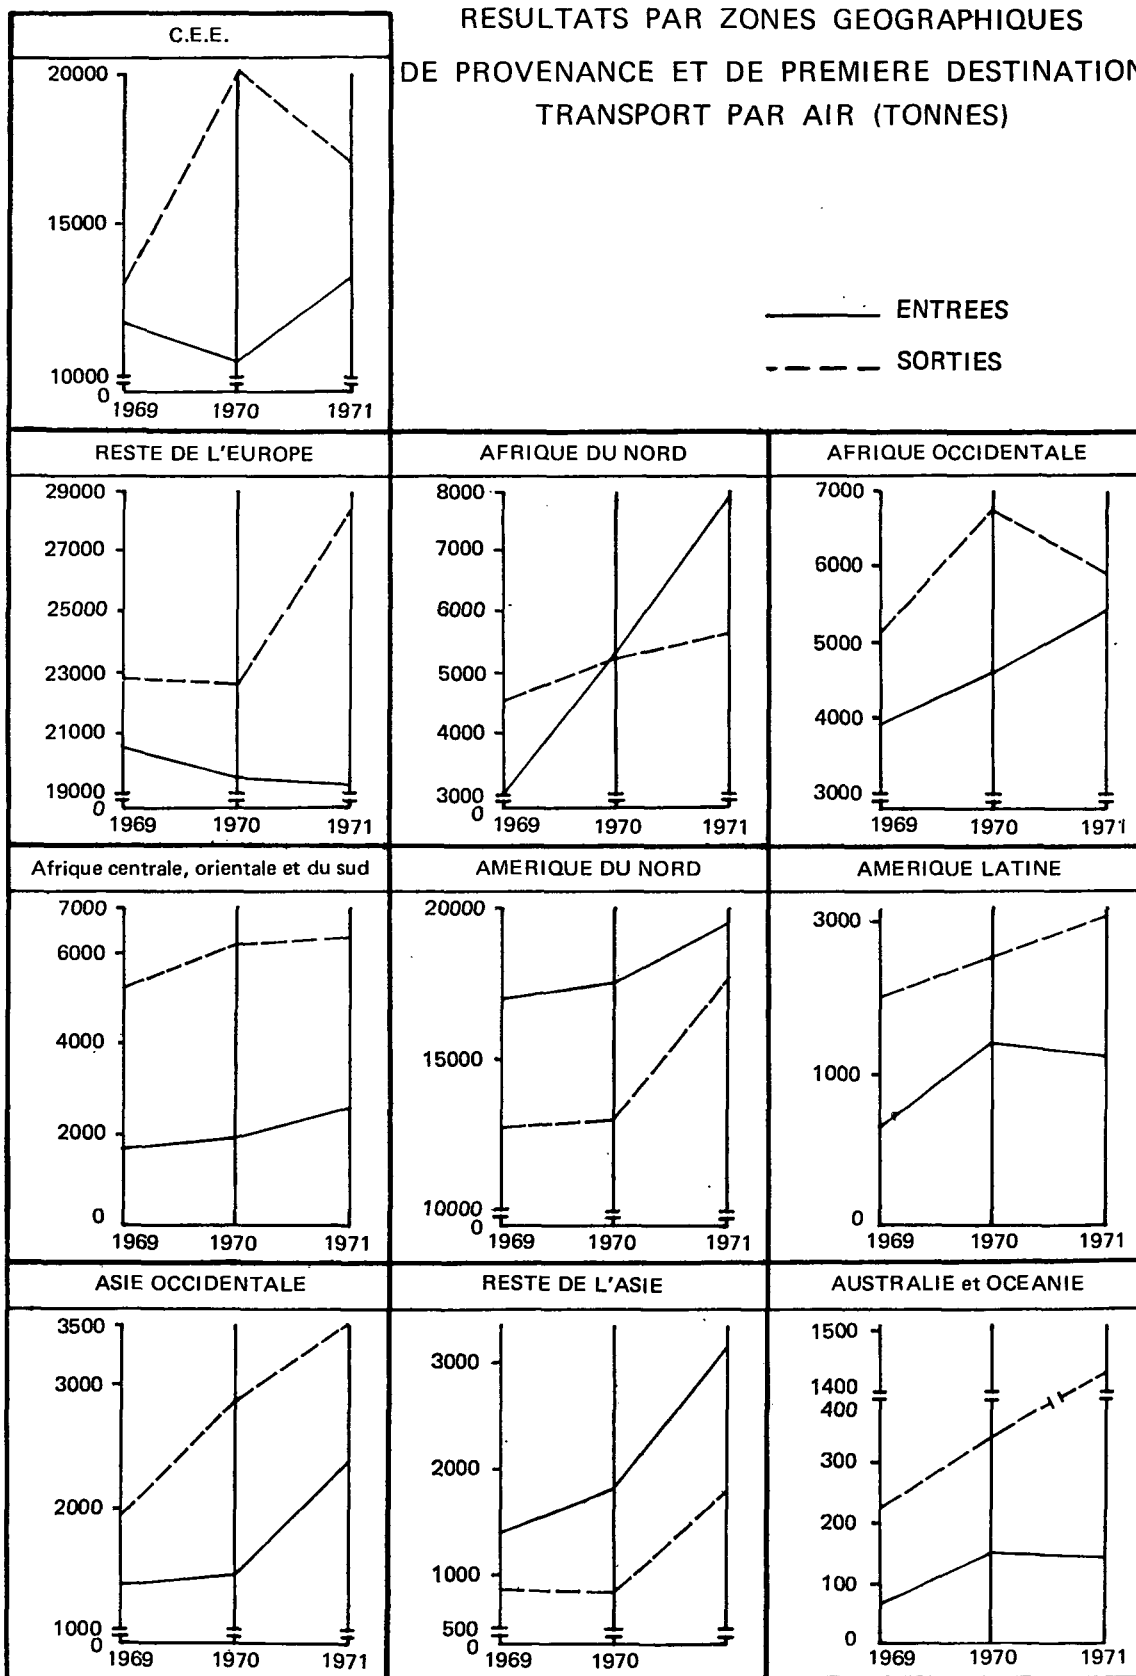 RESULTATS PAR ZONES GEOGRAPHIQUES
DE PROVENANCE ET DE PREMIERE DESTINATION
TRANSPORT PAR AIR (TONNES)
ENTREES
SORTIES
C.E.E.
20000
15000
10000
0
1969 1970 1971
RESTE DE L'EUROPE
29000
27000
25000
23000
21000
19000
0
1969 1970 1971
AFRIQUE DU NORD
8000
7000
6000
5000
4000
3000
0
1969 1970 1971
AFRIQUE OCCIDENTALE
7000
6000
5000
4000
3000
1969 1970 1971
Afrique centrale, orientale et du sud
7000
6000
4000
2000
0
1969 1970 1971
AMERIQUE DU NORD
20000
15000
10000
0
1969 1970 1971
AMERIQUE LATINE
3000
1000
0
1969 1970 1971
ASIE OCCIDENTALE
3500
3000
2000
1000
0
1969 1970 1971
RESTE DE L'ASIE
3000
2000
1000
500
0
1969 1970
AUSTRALIE et OCEANIE
1500
1400
400
300
200
100
0
1969 1970 1971